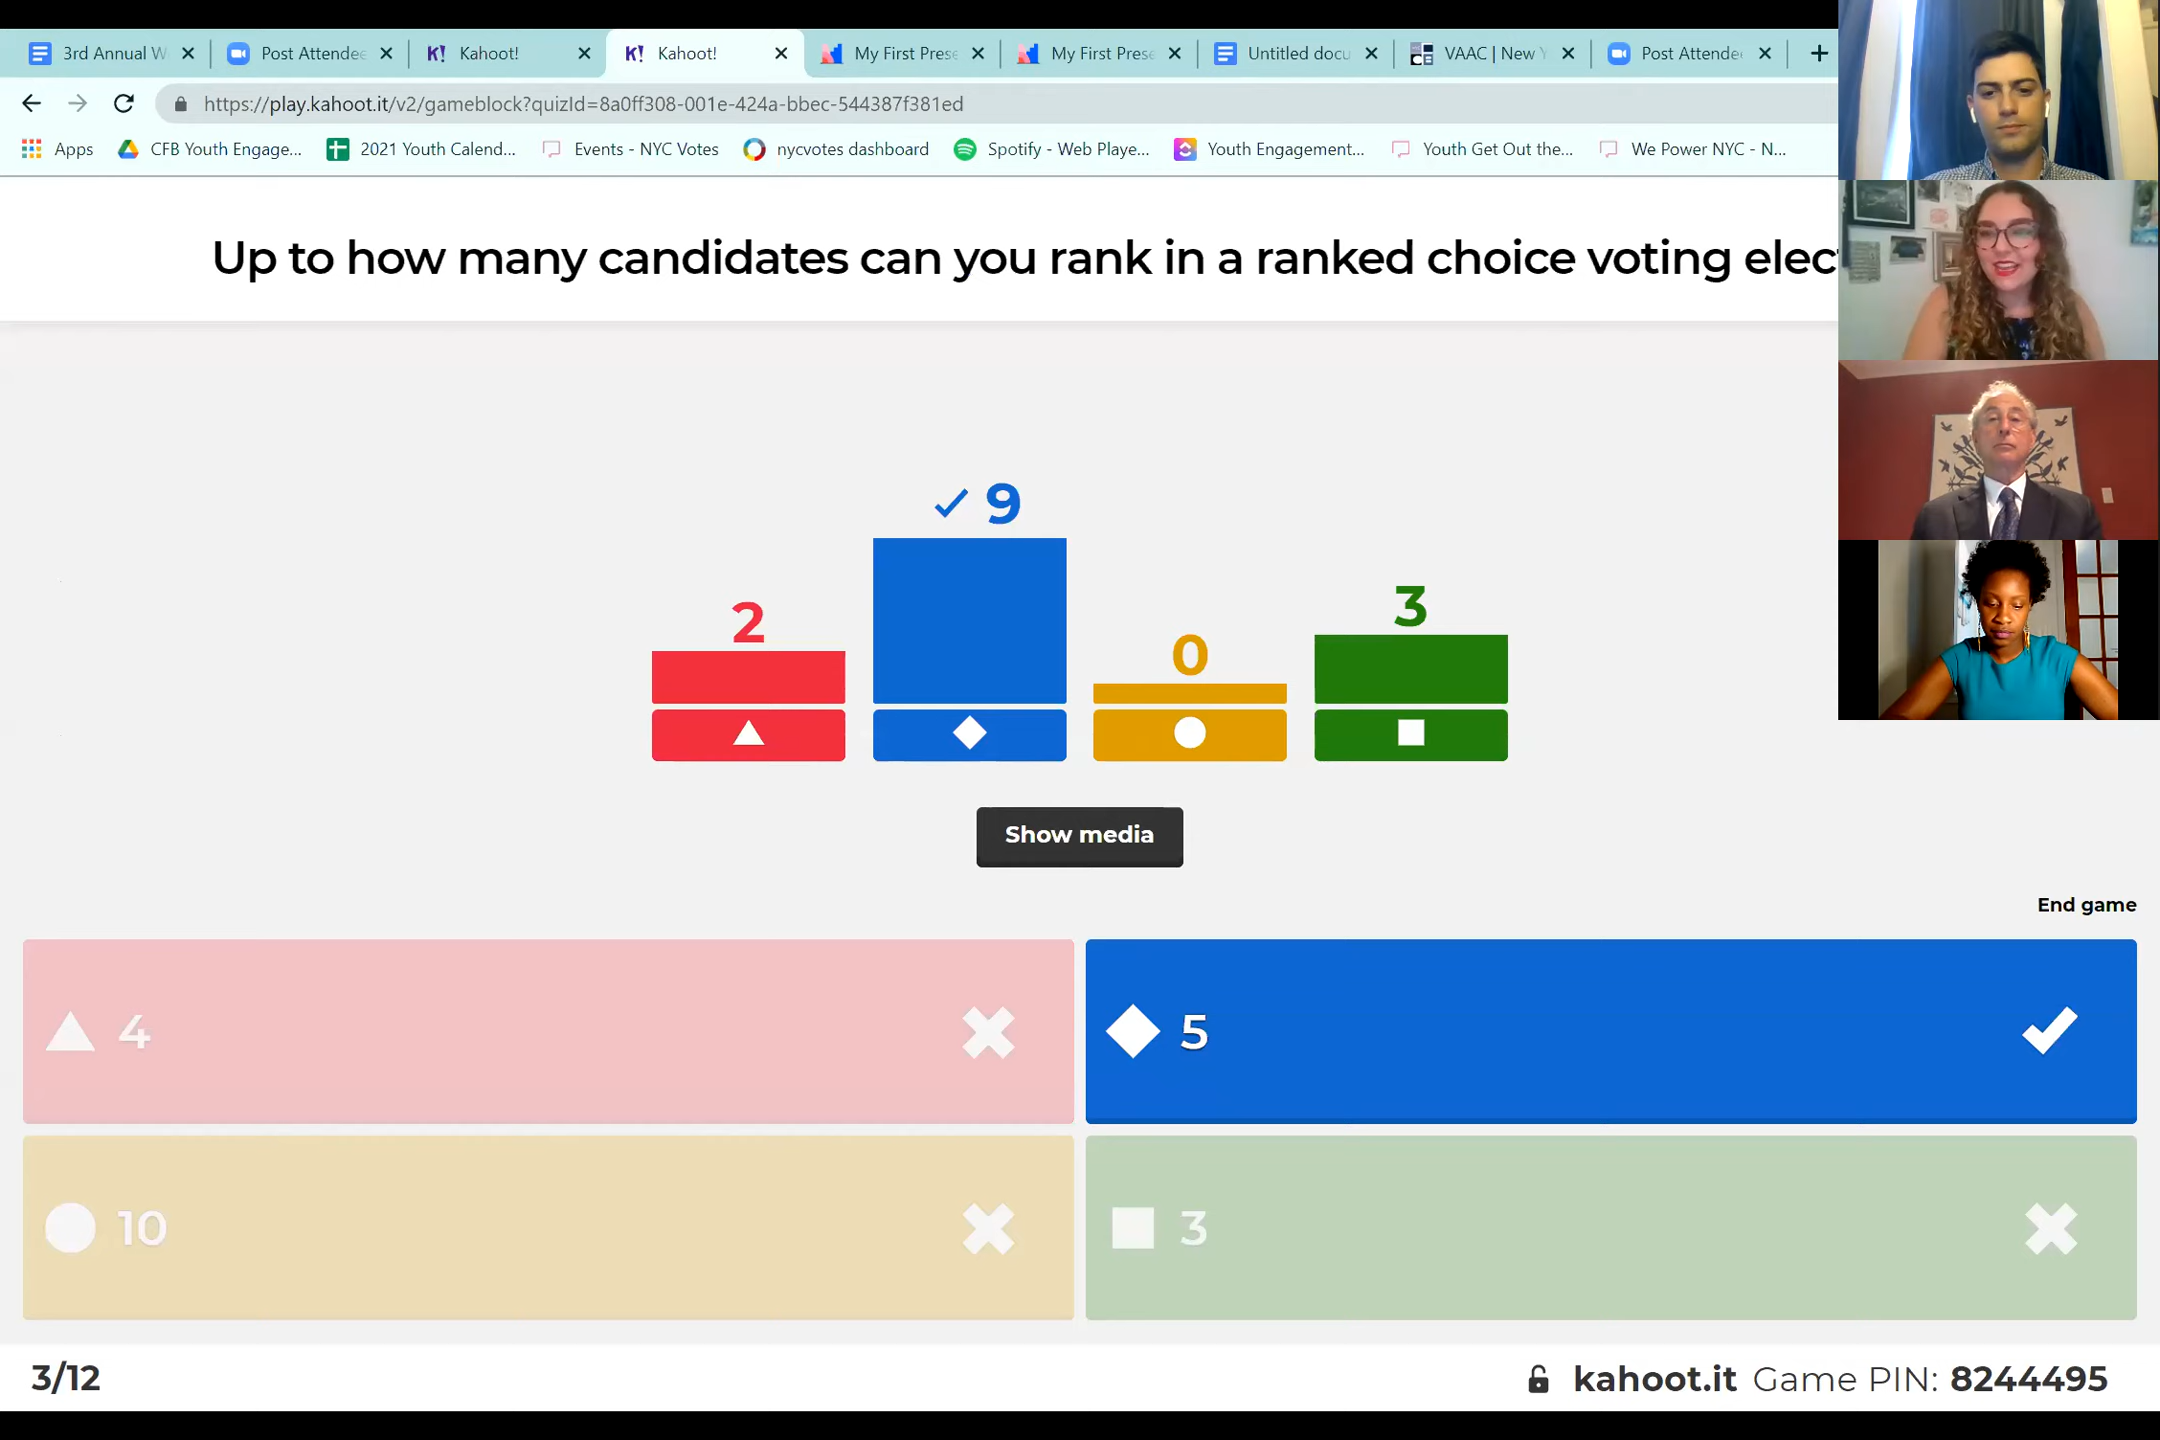 3rd Annual W
Post Attendee
Kahoot!
Kahoot!
My First Prese
My First Prese
Untitled docu
VAAC | New Y
Post Attende
https://play.kahoot.it/v2/gameblock?quizId=8a0ff308-001e-424a-bbec-544387f381ed
Apps
CFB Youth Engage...
2021 Youth Calend...
Events - NYC Votes
nycvotes dashboard
Spotify - Web Playe...
Youth Engagement...
Youth Get Out the...
We Power NYC - N...
Up to how many candidates can you rank in a ranked choice voting elec
2
9
0
3
Show media
End game
4
5
10
3
3/12
kahoot.it Game PIN: 8244495